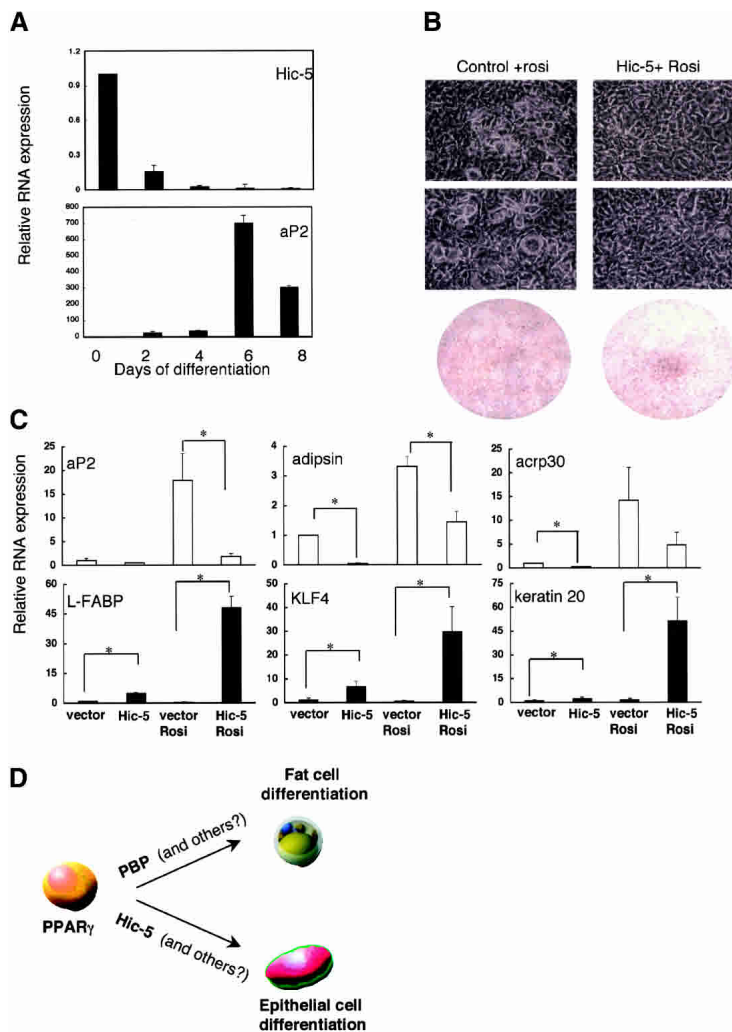 A
Relative RNA expression
1.2
0.9
0.6
0.3
0
Hic-5
800
700
600
500
400
300
200
100
0
aP2
0 2 4 6 8
Days of differentiation
B
Control +rosi Hic-5+ Rosi
C
Relative RNA expression
25
20
15
10
5
0
aP2
*
4
3
2
1
0
adipsin
*
*
25
20
15
10
5
0
acrp30
*
60
45
30
15
0
L-FABP
*
*
vector Hic-5 vector Rosi Hic-5 Rosi
50
40
30
20
10
0
KLF4
*
*
vector Hic-5 vector Rosi Hic-5 Rosi
75
60
45
30
15
0
keratin 20
*
*
vector Hic-5 vector Rosi Hic-5 Rosi
D
PPARγ
PBP (and others?)
Hic-5 (and others?)
Fat cell
differentiation
Epithelial cell
differentiation